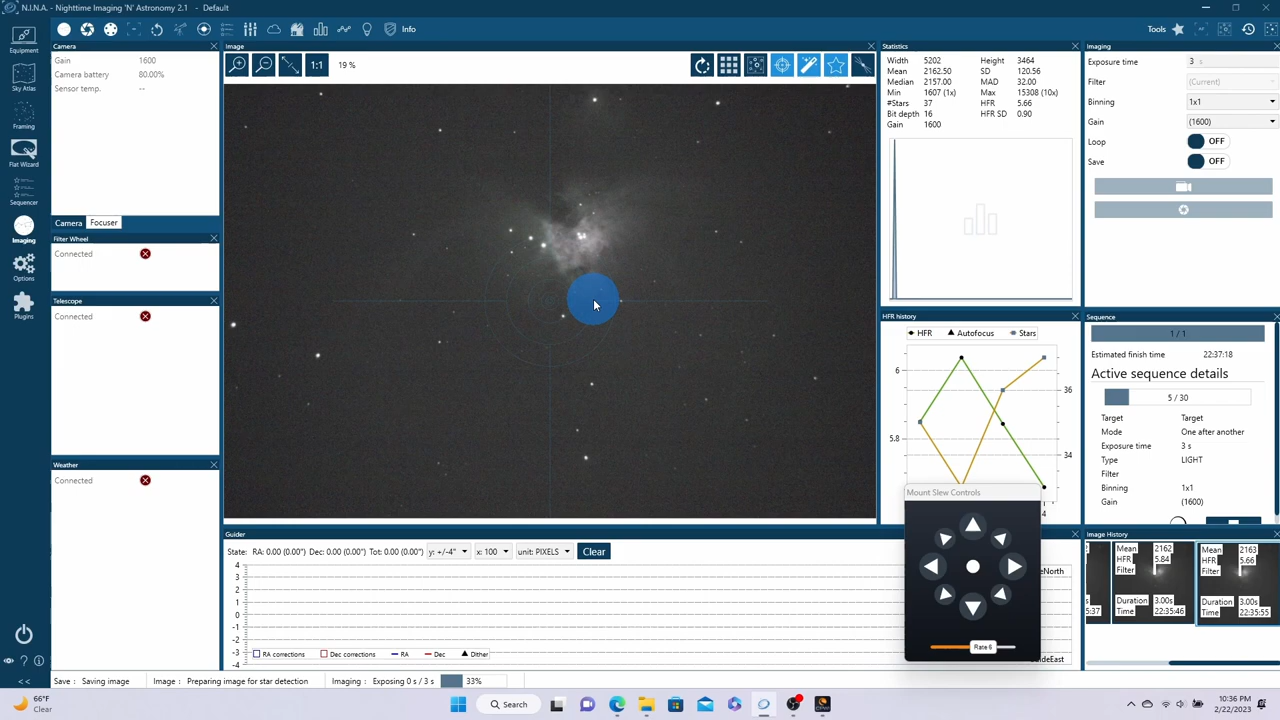 N.I.N.A. - Nighttime Imaging 'N' Astronomy 2.1 - Default
Info
Tools
Equipment
Sky Atlas
Framing
Flat Wizard
Sequencer
Imaging
Options
Plugins
<<
Camera
Gain 1600
Camera battery 80.00%
Sensor temp. --
Camera Focuser
Filter Wheel
Connected
Telescope
Connected
Weather
Connected
Image
1:1 19 %
Statistics
Width 5202 Height 3464
Mean 2162.50 SD 120.56
Median 2157.00 MAD 32.00
Min 1607 (1x) Max 15308 (10x)
#Stars 37 HFR 5.66
Bit depth 16 HFR SD 0.90
Gain 1600
HFR history
HFR Autofocus Stars
6
5.8
36
34
Mount Slew Controls
Rate 6
Guider
State: RA: 0.00 (0.00") Dec: 0.00 (0.00") Tot: 0.00 (0.00") y: +/-4" x: 100 unit: PIXELS Clear
4
3
2
1
0
-1
-2
-3
-4
RA corrections Dec corrections RA Dec Dither
Imaging
Exposure time 3 s
Filter (Current)
Binning 1x1
Gain (1600)
Loop OFF
Save OFF
Sequence
1 / 1
Estimated finish time 22:37:18
Active sequence details
5 / 30
Target Target
Mode One after another
Exposure time 3 s
Type LIGHT
Filter
Binning 1x1
Gain (1600)
Image History
Mean 2162
HFR 5.84
Filter
Duration 3.00s
Time 22:35:46
Mean 2163
HFR 5.66
Filter
Duration 3.00s
Time 22:35:55
Save : Saving image Image : Preparing image for star detection Imaging : Exposing 0 s / 3 s 33%
66°F
Clear
Search
10:36 PM
2/22/2023